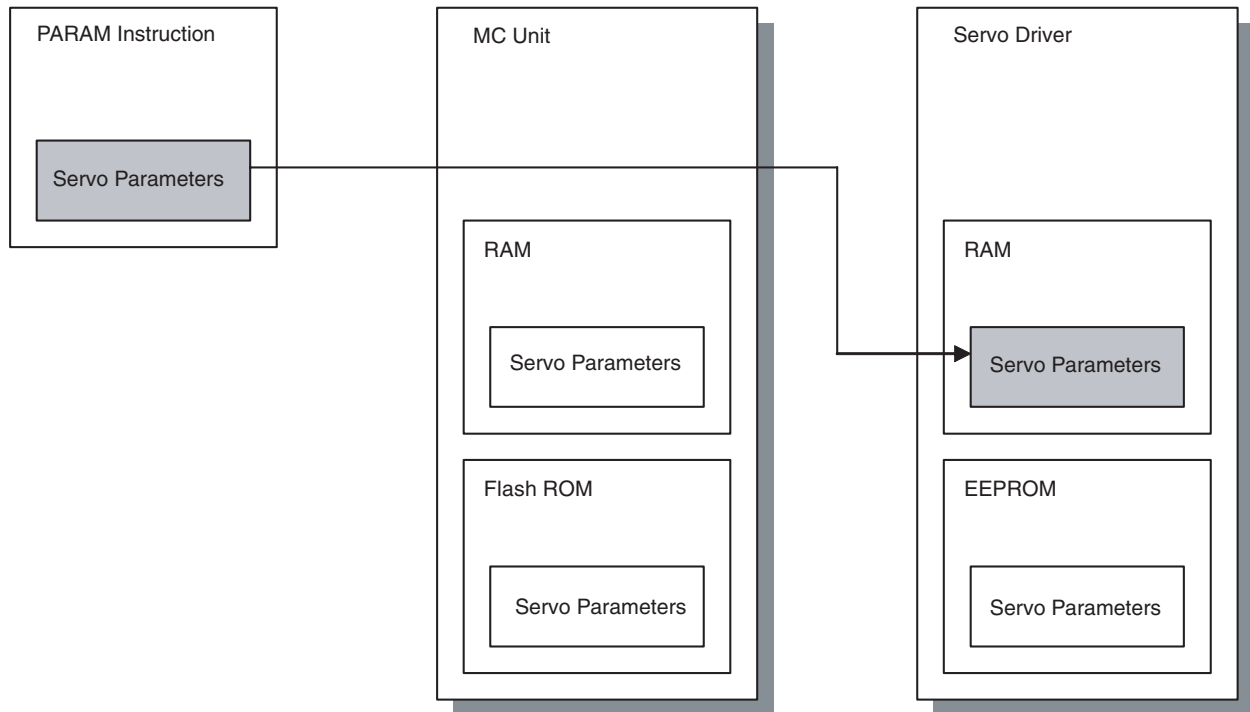 PARAM Instruction
Servo Parameters
MC Unit
RAM
Servo Parameters
Flash ROM
Servo Parameters
Servo Driver
RAM
Servo Parameters
EEPROM
Servo Parameters